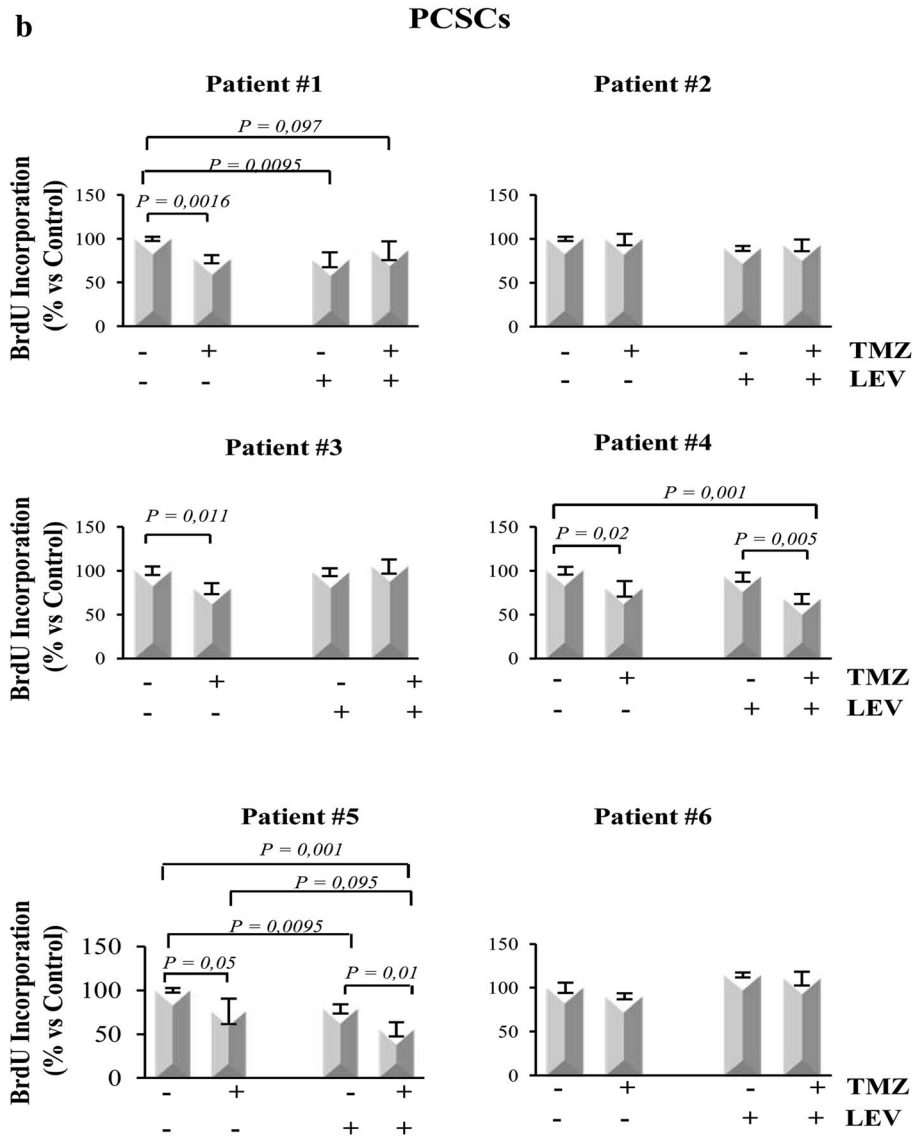 b
PCSCs
Patient #1
Patient #2
P = 0,097
P = 0,0095
P = 0,0016
BrdU Incorporation
(% vs Control)
150
100
50
0
150
100
50
0
- + - +
- + - + TMZ
- - + +
- - + + LEV
Patient #3
Patient #4
P = 0,001
P = 0,011
P = 0,02
P = 0,005
BrdU Incorporation
(% vs Control)
150
100
50
0
150
100
50
0
- + - +
- + - + TMZ
- - + +
- - + + LEV
Patient #5
Patient #6
P = 0,001
P = 0,095
P = 0,0095
P = 0,05
P = 0,01
BrdU Incorporation
(% vs Control)
150
100
50
0
150
100
50
0
- + - +
- + - + TMZ
- - + +
- - + + LEV